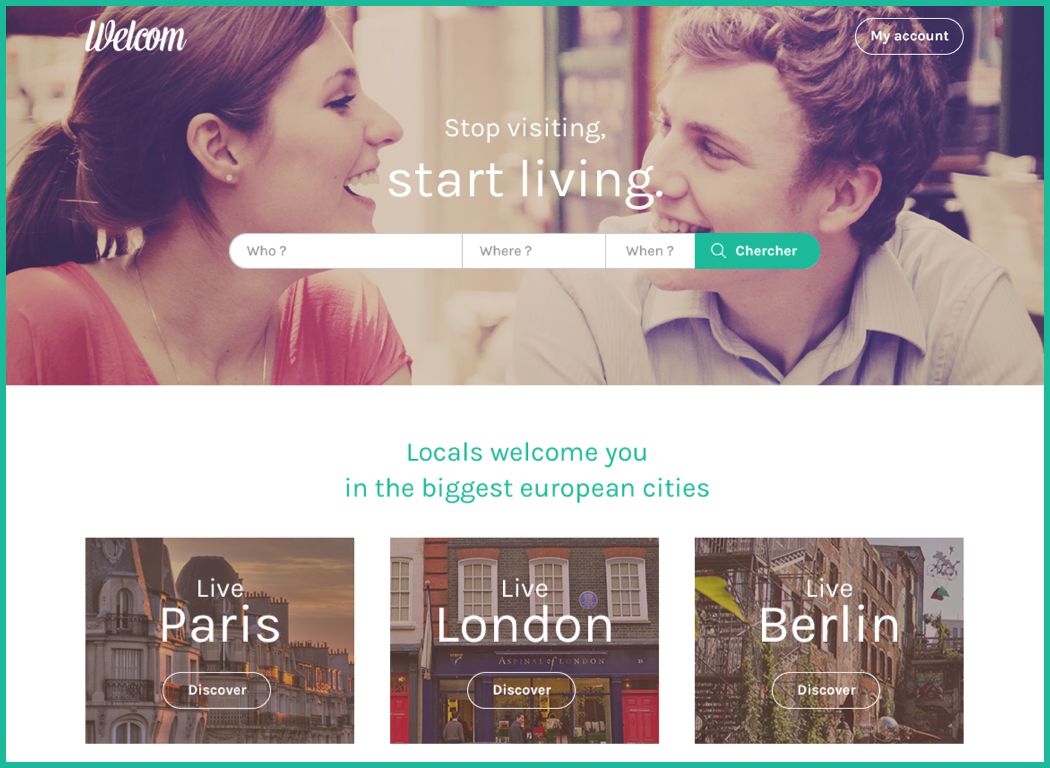 Welcom
My account
Stop visiting,
start living.
Who ?
Where ?
When ?
Chercher
Locals welcome you
in the biggest european cities
Live
Paris
Discover
Live
London
ASPINAL of LONDON
Discover
Live
Berlin
Discover